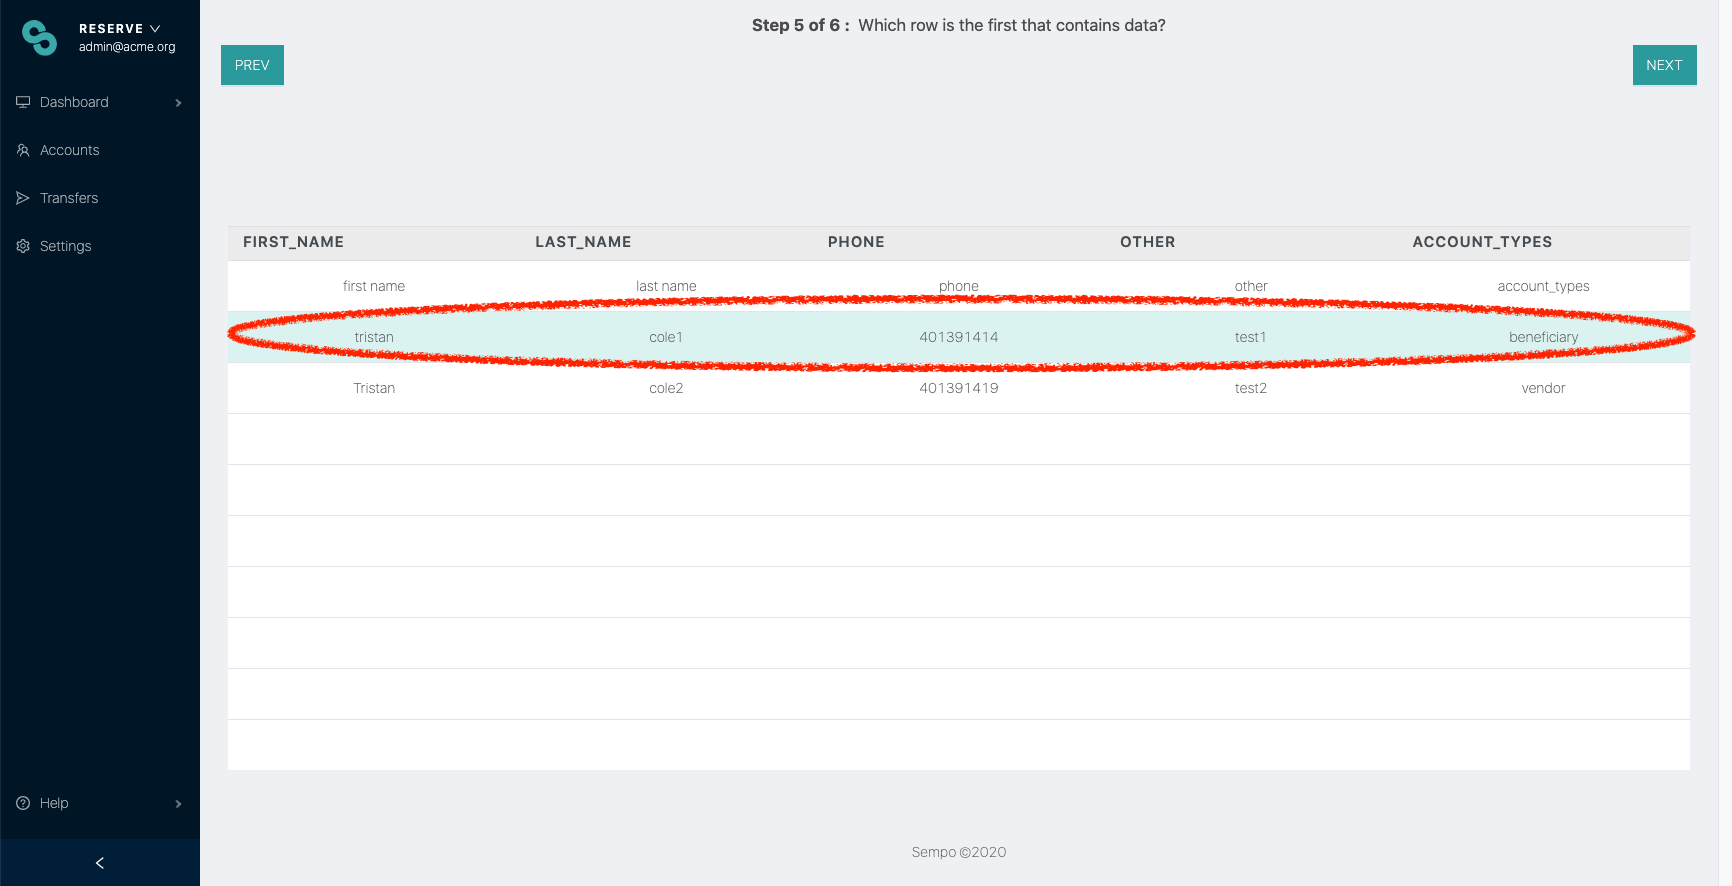 RESERVE
admin@acme.org
Dashboard
Accounts
Transfers
Settings
Help
Step 5 of 6 : Which row is the first that contains data?
PREV
NEXT
FIRST_NAME LAST_NAME PHONE OTHER ACCOUNT_TYPES
first name last name phone other account_types
tristan cole1 401391414 test1 beneficiary
Tristan cole2 401391419 test2 vendor
Sempo ©2020